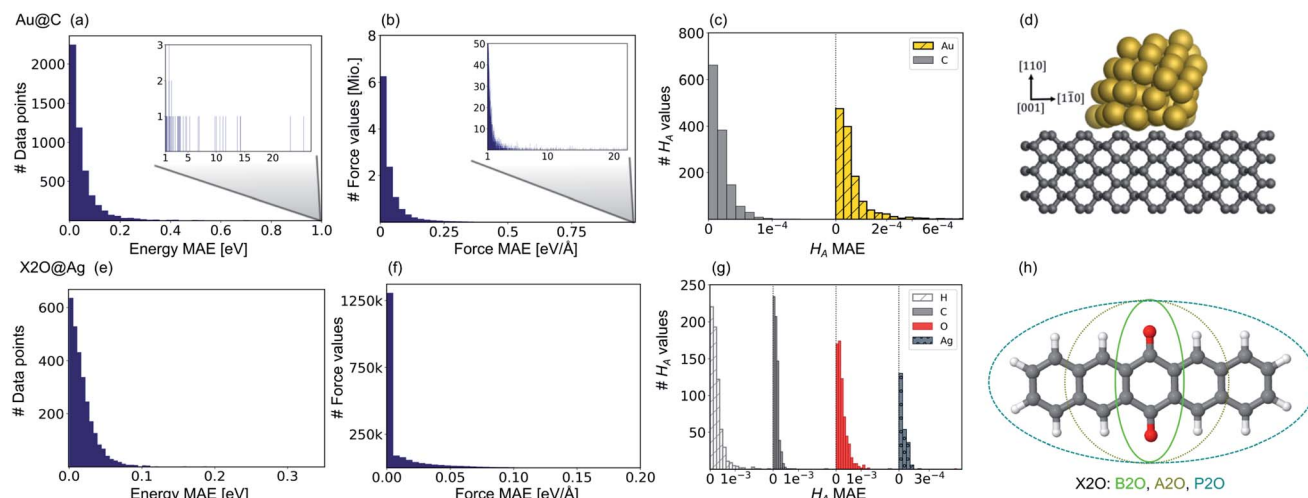 Au@C (a)
# Data points
2000
1500
1000
500
0.0 0.2 0.4 0.6 0.8 1.0
Energy MAE [eV]
3
2
1
1 5 10 15 20
(b)
# Force values [Mio.]
8
6
4
2
0.00 0.25 0.50 0.75
Force MAE [eV/Å]
50
40
30
20
10
1 10 20
(c)
# H_A values
800
600
400
200
0
0 1e⁻⁴ 0 2e⁻⁴ 6e⁻⁴
H_A MAE
Au
C
(d)
[110]
[11̄0]
[001]
X2O@Ag (e)
# Data points
600
400
200
0.0 0.1 0.2 0.3
Energy MAE [eV]
(f)
# Force values
1250k
750k
250k
0.00 0.05 0.10 0.15 0.20
Force MAE [eV/Å]
(g)
# H_A values
250
200
150
100
50
0 1e⁻³ 0 1e⁻³ 0 1e⁻³ 0 3e⁻⁴
H_A MAE
H
C
O
Ag
(h)
X2O: B2O, A2O, P2O